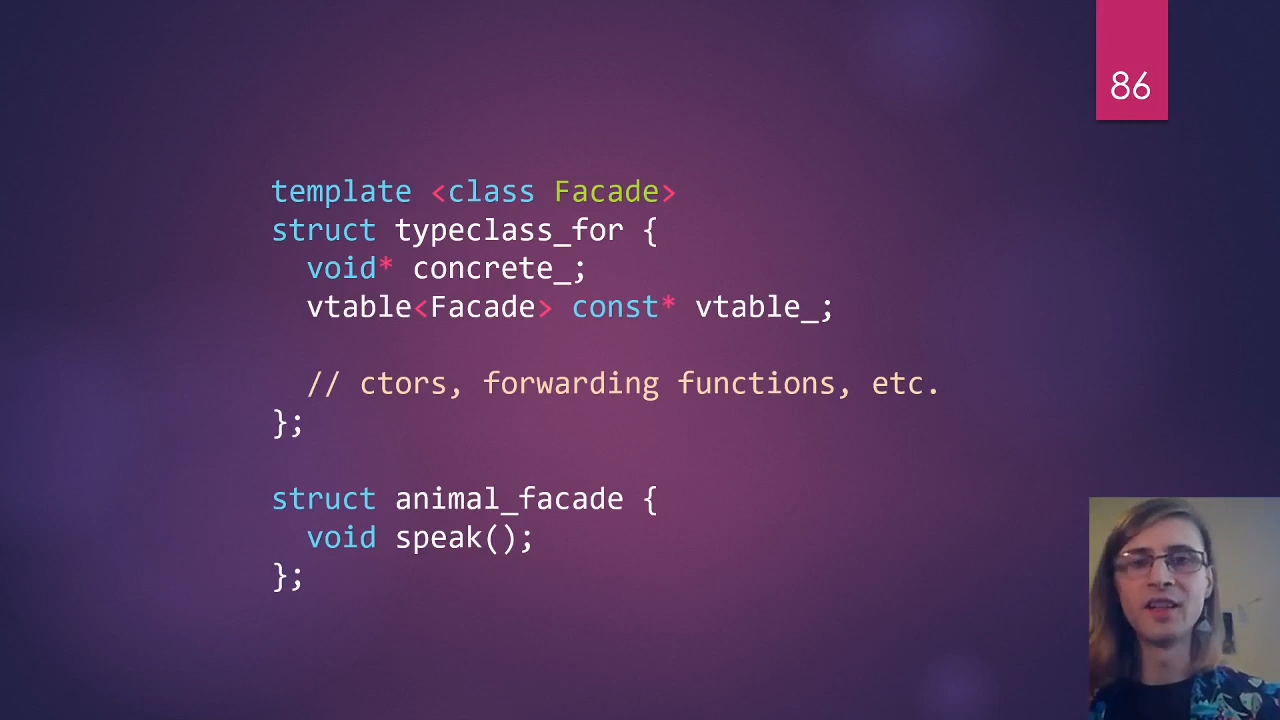 86
template <class Facade>
struct typeclass_for {
void* concrete_;
vtable<Facade> const* vtable_;
// ctors, forwarding functions, etc.
};
struct animal_facade {
void speak();
};